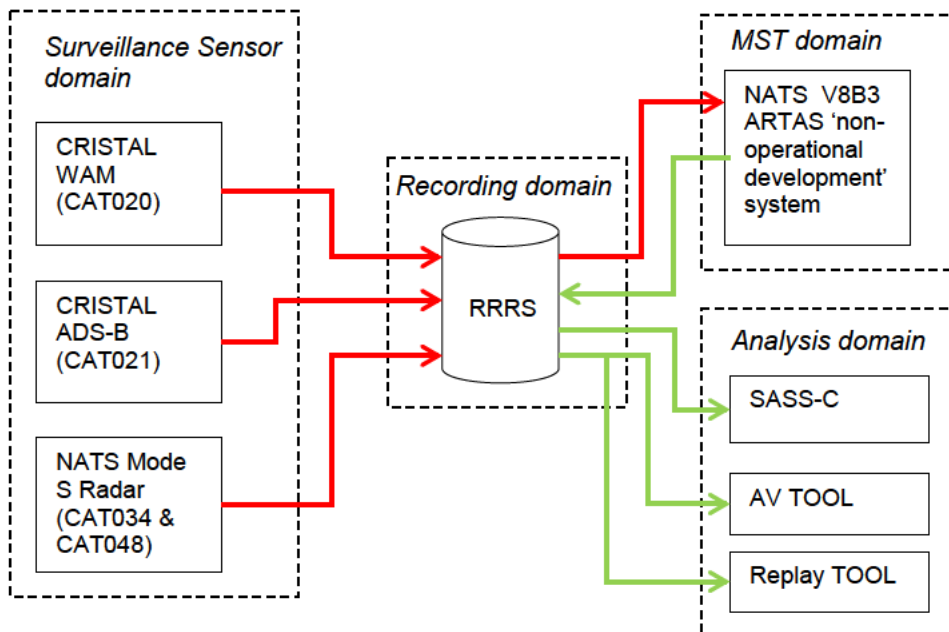 Surveillance Sensor
domain
CRISTAL
WAM
(CAT020)
CRISTAL
ADS-B
(CAT021)
NATS Mode
S Radar
(CAT034 &
CAT048)
Recording domain
RRRS
MST domain
NATS V8B3
ARTAS ‘non-
operational
development’
system
Analysis domain
SASS-C
AV TOOL
Replay TOOL